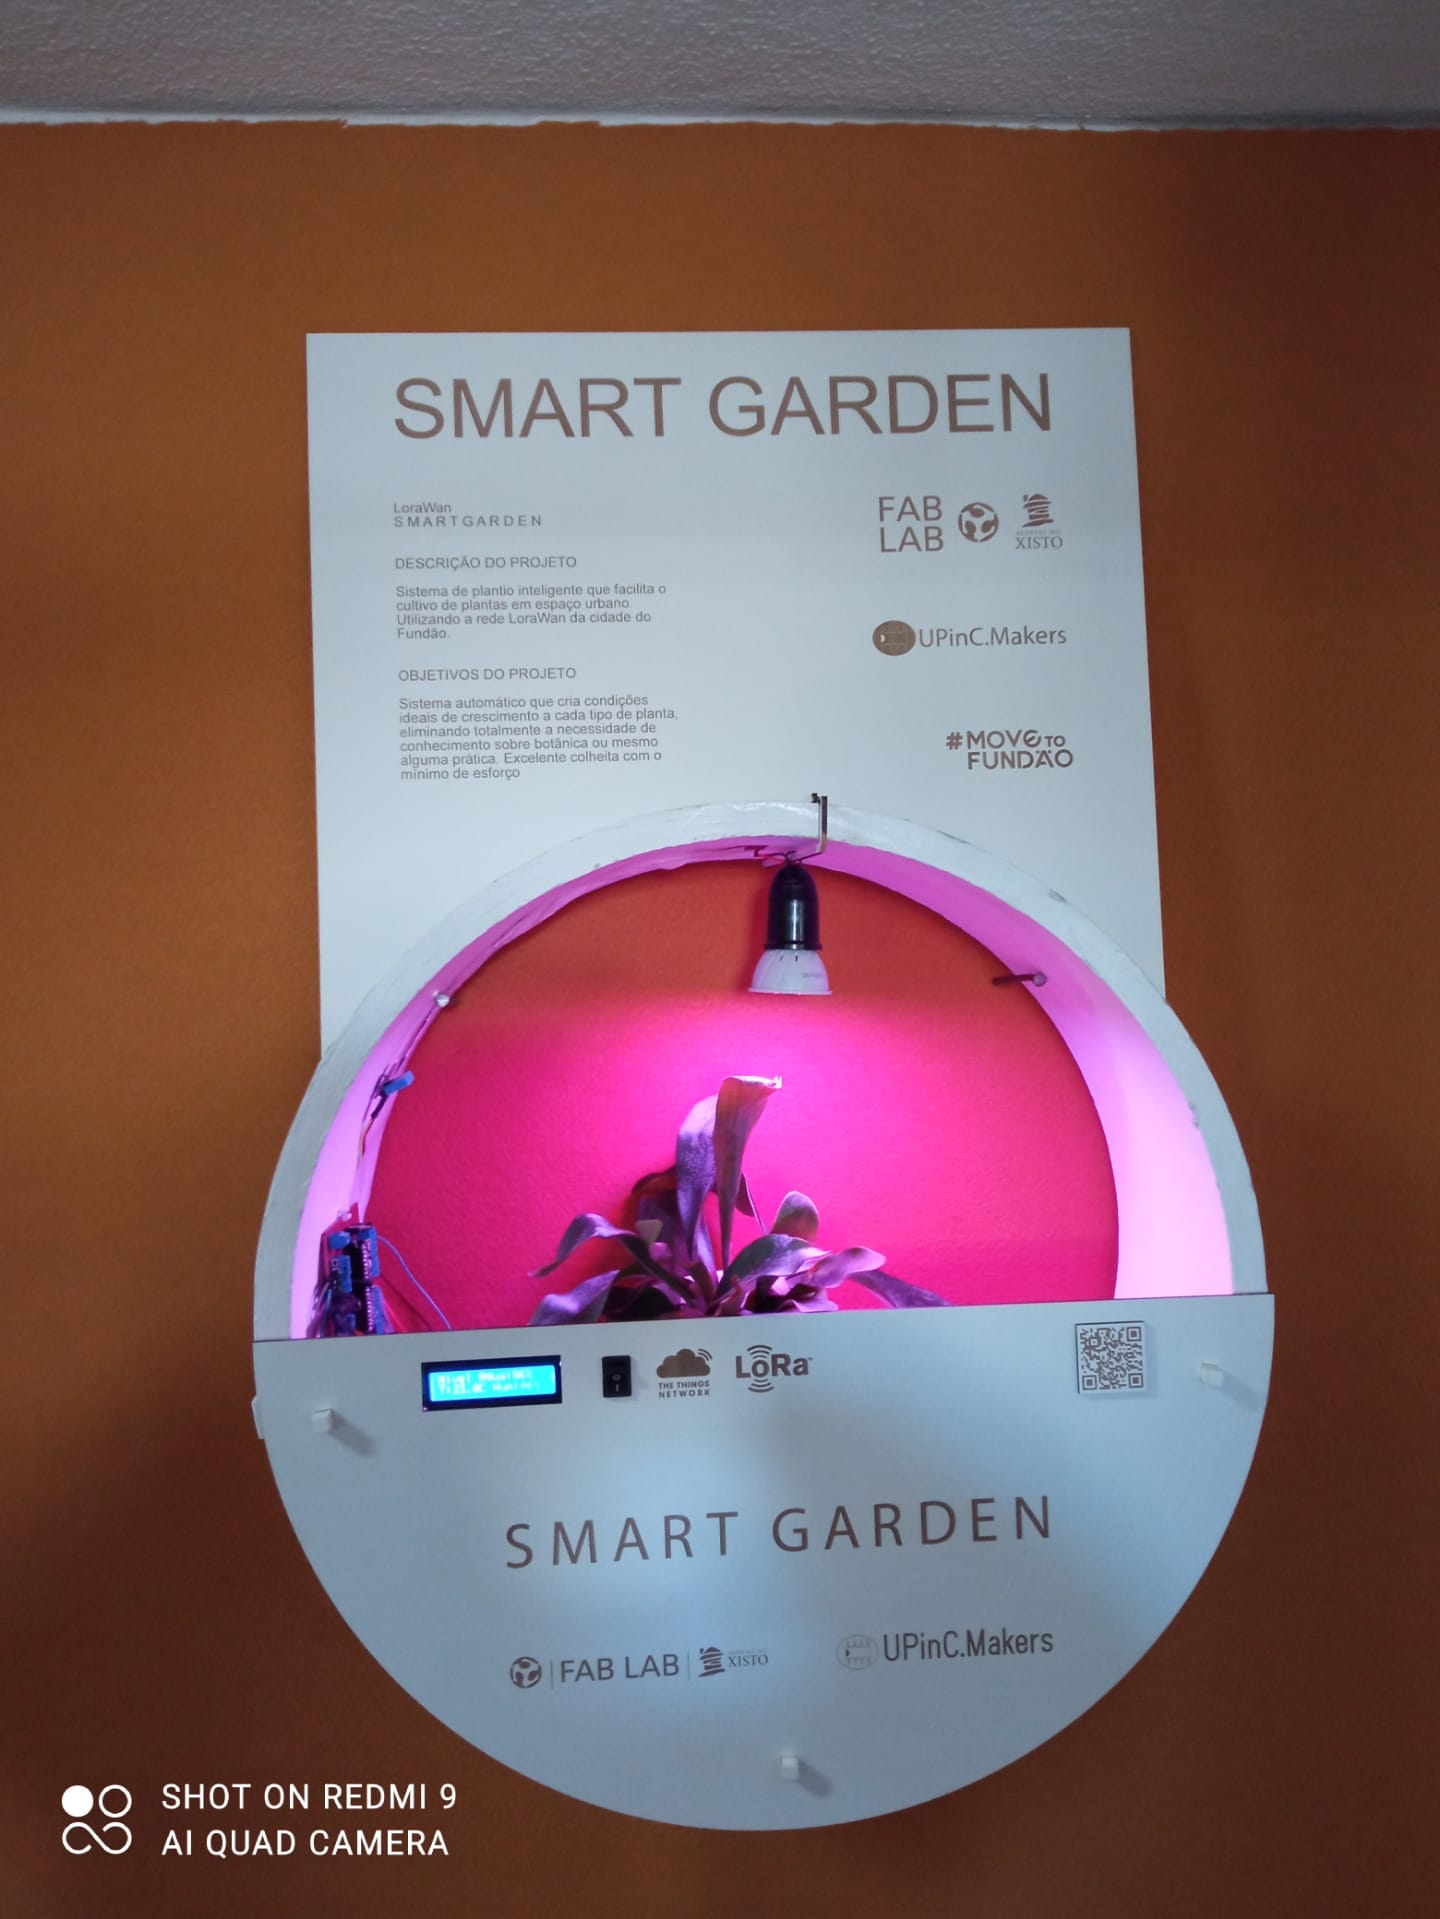 SMART GARDEN
LoraWan
SMARTGARDEN
DESCRIÇÃO DO PROJETO
Sistema de plantio inteligente que facilita o
cultivo de plantas em espaço urbano.
Utilizando a rede LoraWan da cidade do
Fundão.
OBJETIVOS DO PROJETO
Sistema automático que cria condições
ideais de crescimento a cada tipo de planta,
eliminando totalmente a necessidade de
conhecimento sobre botânica ou mesmo
alguma prática. Excelente colheita com o
mínimo de esforço
FAB
LAB
XISTO
UPinC.Makers
#MOVE TO
FUNDÃO
THE THINGS
NETWORK
LoRa
SMART GARDEN
FAB LAB
XISTO
UPinC.Makers
SHOT ON REDMI 9
AI QUAD CAMERA